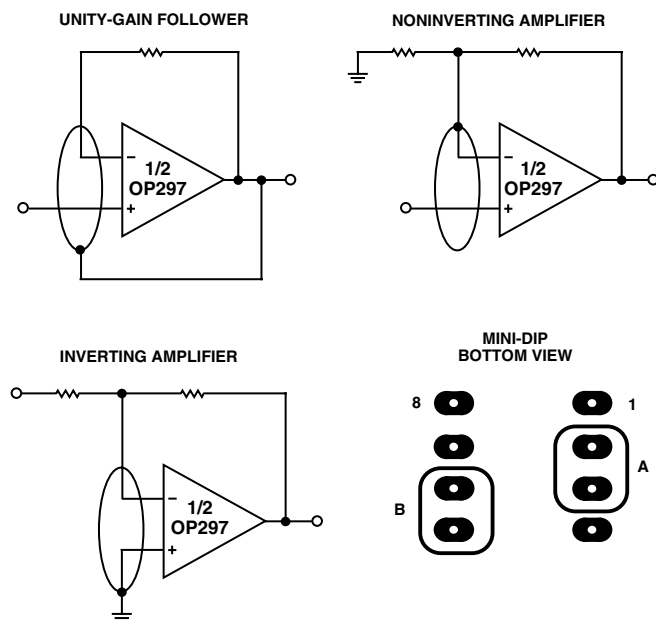 UNITY-GAIN FOLLOWER
−
1/2
OP297
+
NONINVERTING AMPLIFIER
−
1/2
OP297
+
INVERTING AMPLIFIER
−
1/2
OP297
+
MINI-DIP
BOTTOM VIEW
8
1
A
B